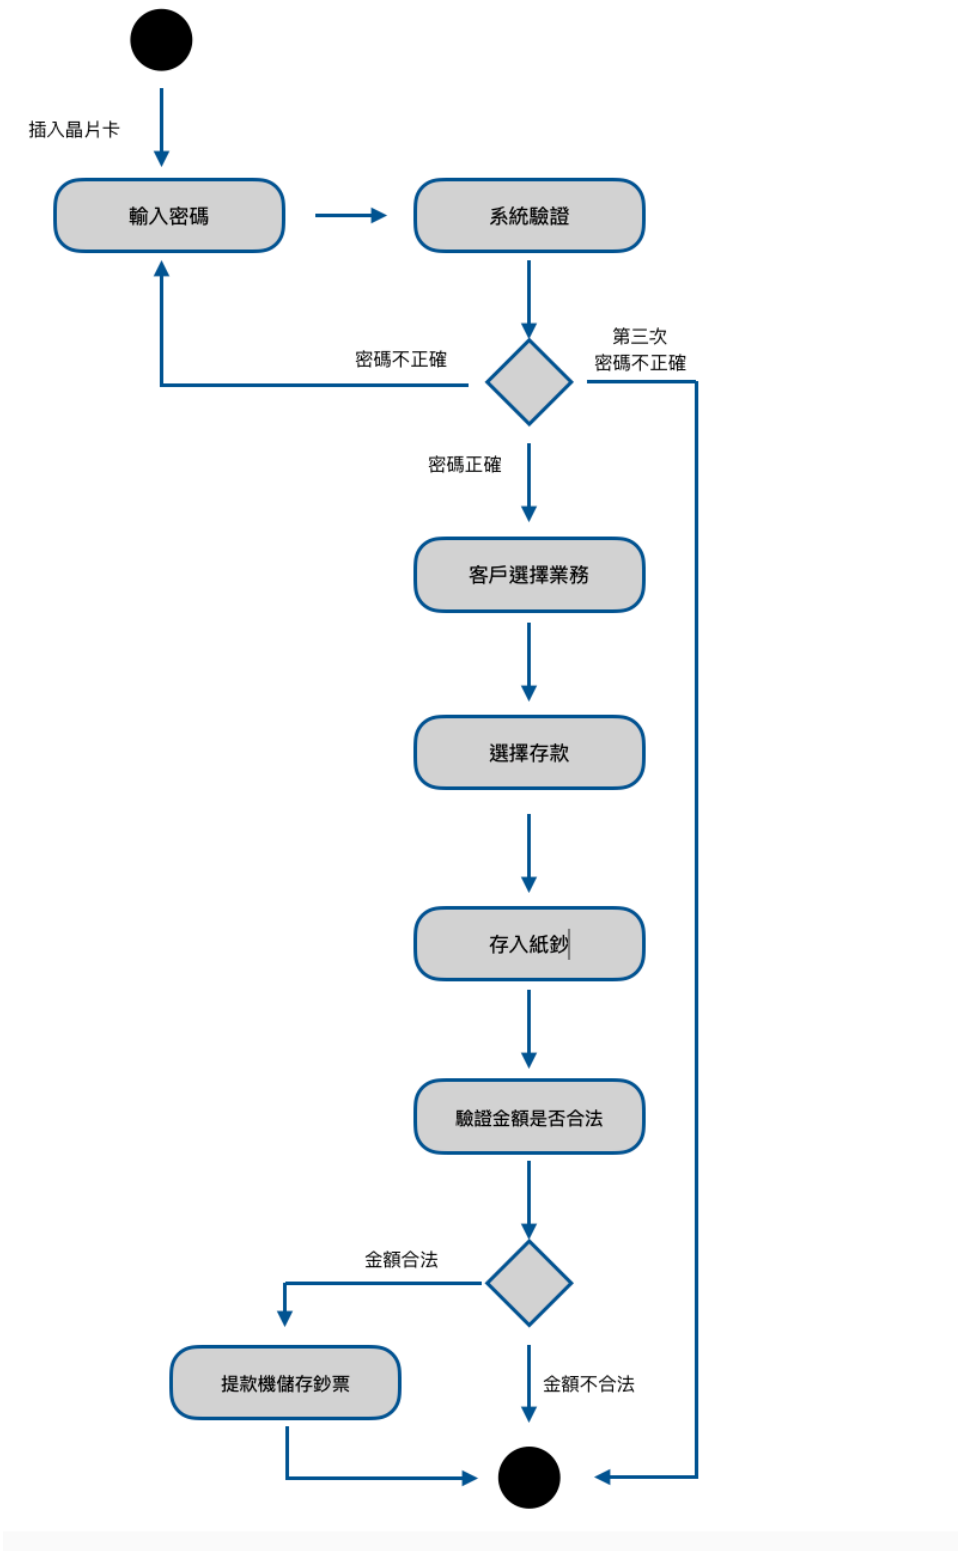 插入晶片卡
輸入密碼
系統驗證
第三次
密碼不正確
密碼不正確
密碼正確
客戶選擇業務
選擇存款
存入紙鈔
驗證金額是否合法
金額合法
提款機儲存鈔票
金額不合法